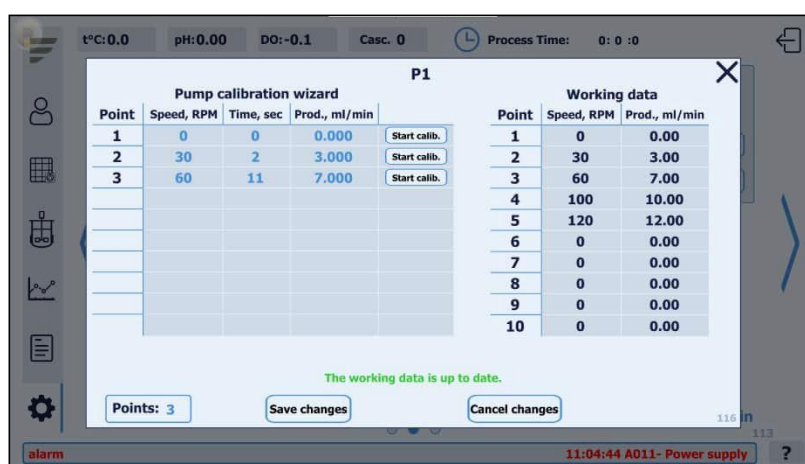 t°C:0.0 pH:0.00 DO:-0.1 Casc. 0 Process Time: 0: 0 :0
P1
Pump calibration wizard
Point Speed, RPM Time, sec Prod., ml/min
1 0 0 0.000 Start calib.
2 30 2 3.000 Start calib.
3 60 11 7.000 Start calib.
Working data
Point Speed, RPM Prod., ml/min
1 0 0.00
2 30 3.00
3 60 7.00
4 100 10.00
5 120 12.00
6 0 0.00
7 0 0.00
8 0 0.00
9 0 0.00
10 0 0.00
The working data is up to date.
Points: 3 Save changes Cancel changes
116 in
113
alarm 11:04:44 A011- Power supply ?